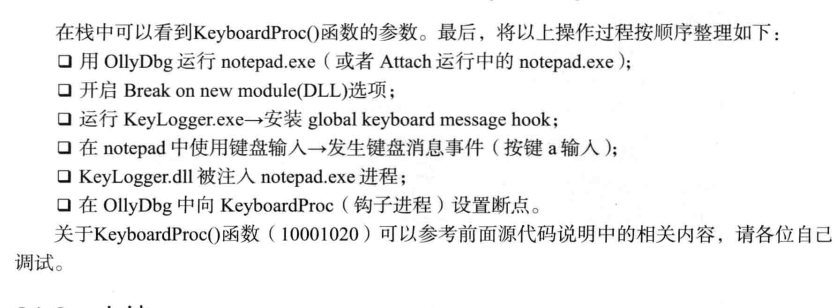 在栈中可以看到KeyboardProc()函数的参数。最后，将以上操作过程按顺序整理如下：
❑ 用 OllyDbg 运行 notepad.exe（或者 Attach 运行中的 notepad.exe）；
❑ 开启 Break on new module(DLL)选项；
❑ 运行 KeyLogger.exe→安装 global keyboard message hook；
❑ 在 notepad 中使用键盘输入→发生键盘消息事件（按键 a 输入）；
❑ KeyLogger.dll 被注入 notepad.exe 进程；
❑ 在 OllyDbg 中向 KeyboardProc（钩子进程）设置断点。
关于KeyboardProc()函数（10001020）可以参考前面源代码说明中的相关内容，请各位自己
调试。